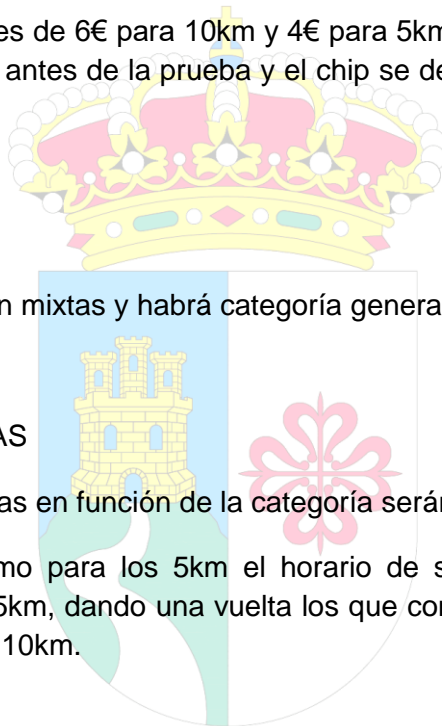 es de 6€ para 10km y 4€ para 5km
antes de la prueba y el chip se de
n mixtas y habrá categoría genera
AS
as en función de la categoría serán
mo para los 5km el horario de s
5km, dando una vuelta los que cor
10km.